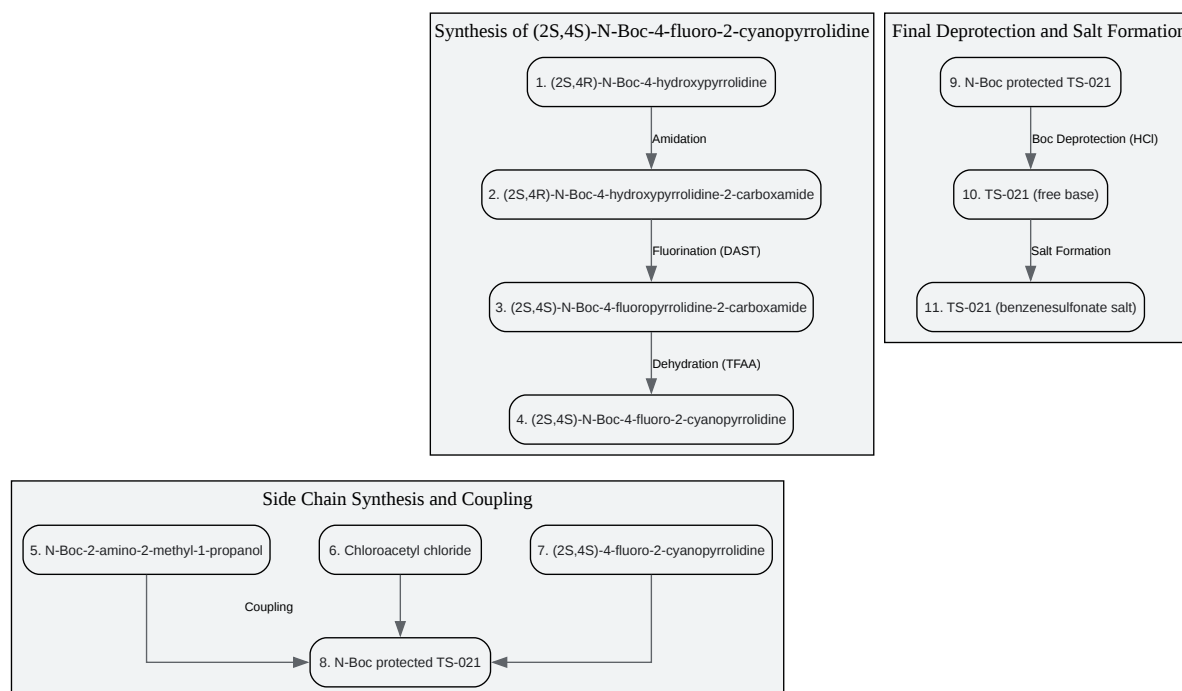 Synthesis of (2S,4S)-N-Boc-4-fluoro-2-cyanopyrrolidine
1. (2S,4R)-N-Boc-4-hydroxypyrrolidine
Amidation
2. (2S,4R)-N-Boc-4-hydroxypyrrolidine-2-carboxamide
Fluorination (DAST)
3. (2S,4S)-N-Boc-4-fluoropyrrolidine-2-carboxamide
Dehydration (TFAA)
4. (2S,4S)-N-Boc-4-fluoro-2-cyanopyrrolidine
Final Deprotection and Salt Formation
9. N-Boc protected TS-021
Boc Deprotection (HCl)
10. TS-021 (free base)
Salt Formation
11. TS-021 (benzenesulfonate salt)
Side Chain Synthesis and Coupling
5. N-Boc-2-amino-2-methyl-1-propanol
6. Chloroacetyl chloride
7. (2S,4S)-4-fluoro-2-cyanopyrrolidine
Coupling
8. N-Boc protected TS-021